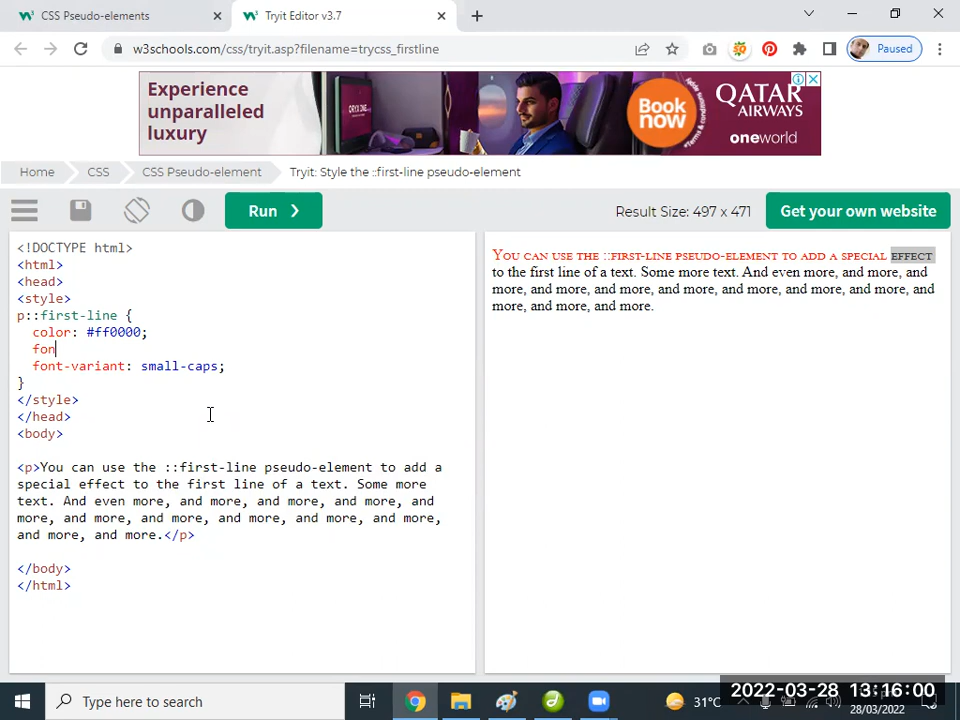 CSS Pseudo-elements
Tryit Editor v3.7
w3schools.com/css/tryit.asp?filename=trycss_firstline
Paused
Experience
unparalleled
luxury
Book
now
QATAR
AIRWAYS
oneworld
Home
CSS
CSS Pseudo-element
Tryit: Style the ::first-line pseudo-element
Run ❯
Result Size: 497 x 471
Get your own website
<!DOCTYPE html>
<html>
<head>
<style>
p::first-line {
color: #ff0000;
fon
font-variant: small-caps;
}
</style>
</head>
<body>
<p>You can use the ::first-line pseudo-element to add a
special effect to the first line of a text. Some more
text. And even more, and more, and more, and more, and
more, and more, and more, and more, and more, and more,
and more, and more.</p>
</body>
</html>
You can use the ::first-line pseudo-element to add a special effect
to the first line of a text. Some more text. And even more, and more, and
more, and more, and more, and more, and more, and more, and more, and
more, and more, and more.
Type here to search
31°C
2022-03-28 13:16:00
28/03/2022